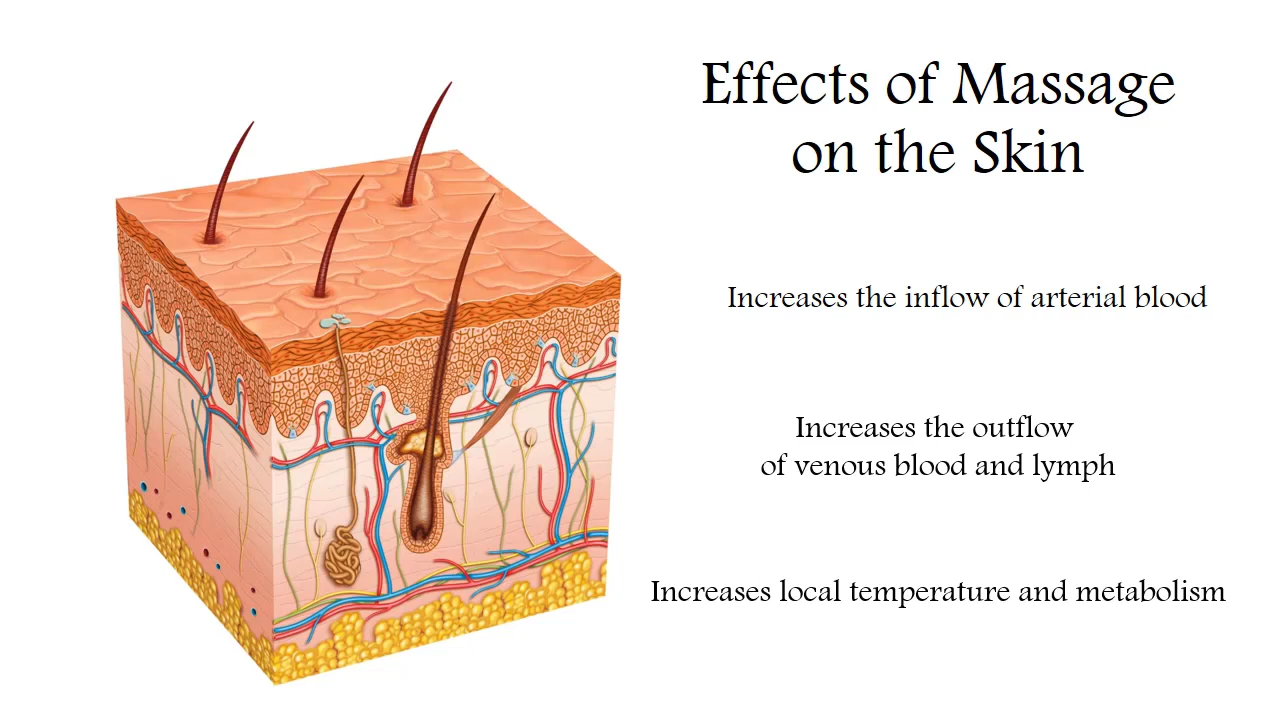 Effects of Massage
on the Skin
Increases the inflow of arterial blood
Increases the outflow
of venous blood and lymph
Increases local temperature and metabolism